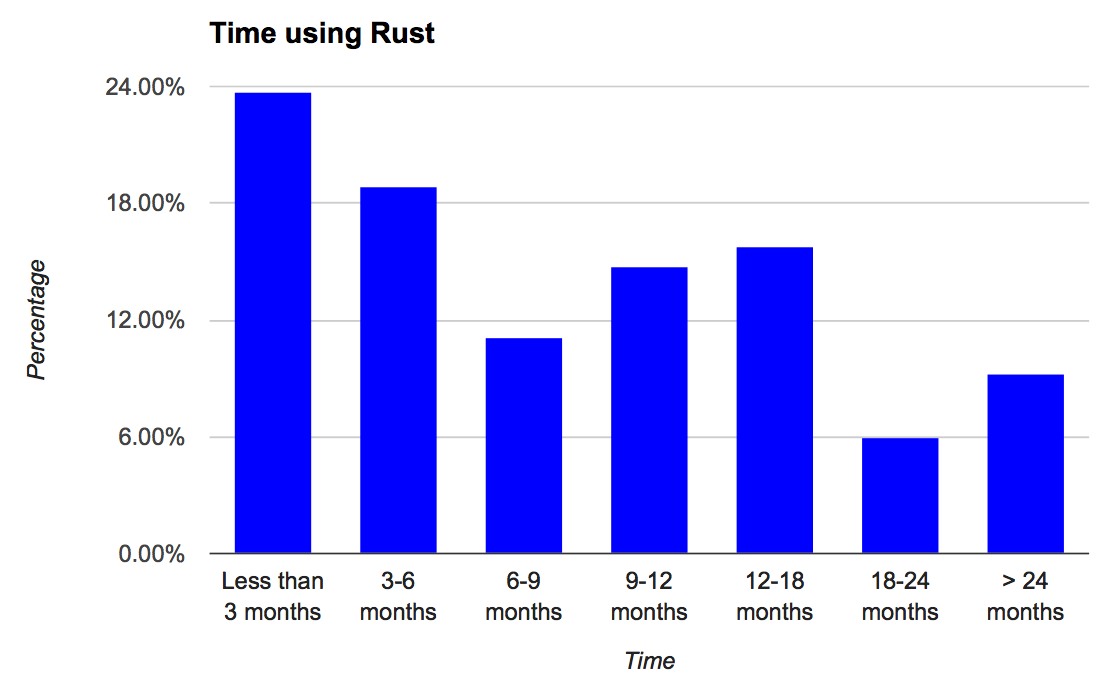 Time using Rust
24.00%
18.00%
12.00%
6.00%
0.00%
Percentage
Less than
3 months
3-6
months
6-9
months
9-12
months
12-18
months
18-24
months
> 24
months
Time